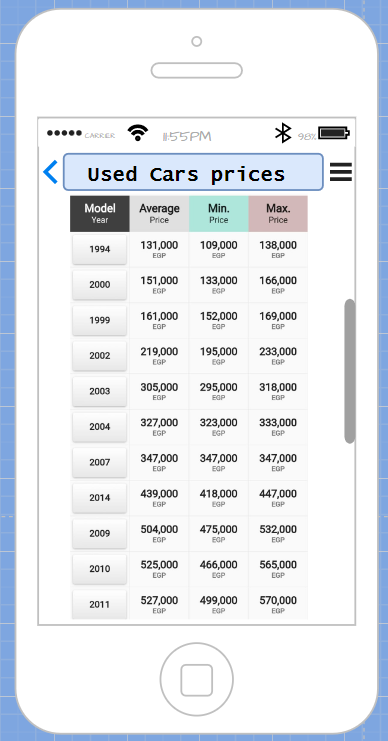 CARRIER 11:55PM 98%
Used Cars prices
Model Average Min. Max.
Year Price Price Price
1994 131,000 109,000 138,000
EGP EGP EGP
2000 151,000 133,000 166,000
EGP EGP EGP
1999 161,000 152,000 169,000
EGP EGP EGP
2002 219,000 195,000 233,000
EGP EGP EGP
2003 305,000 295,000 318,000
EGP EGP EGP
2004 327,000 323,000 333,000
EGP EGP EGP
2007 347,000 347,000 347,000
EGP EGP EGP
2014 439,000 418,000 447,000
EGP EGP EGP
2009 504,000 475,000 532,000
EGP EGP EGP
2010 525,000 466,000 565,000
EGP EGP EGP
2011 527,000 499,000 570,000
EGP EGP EGP